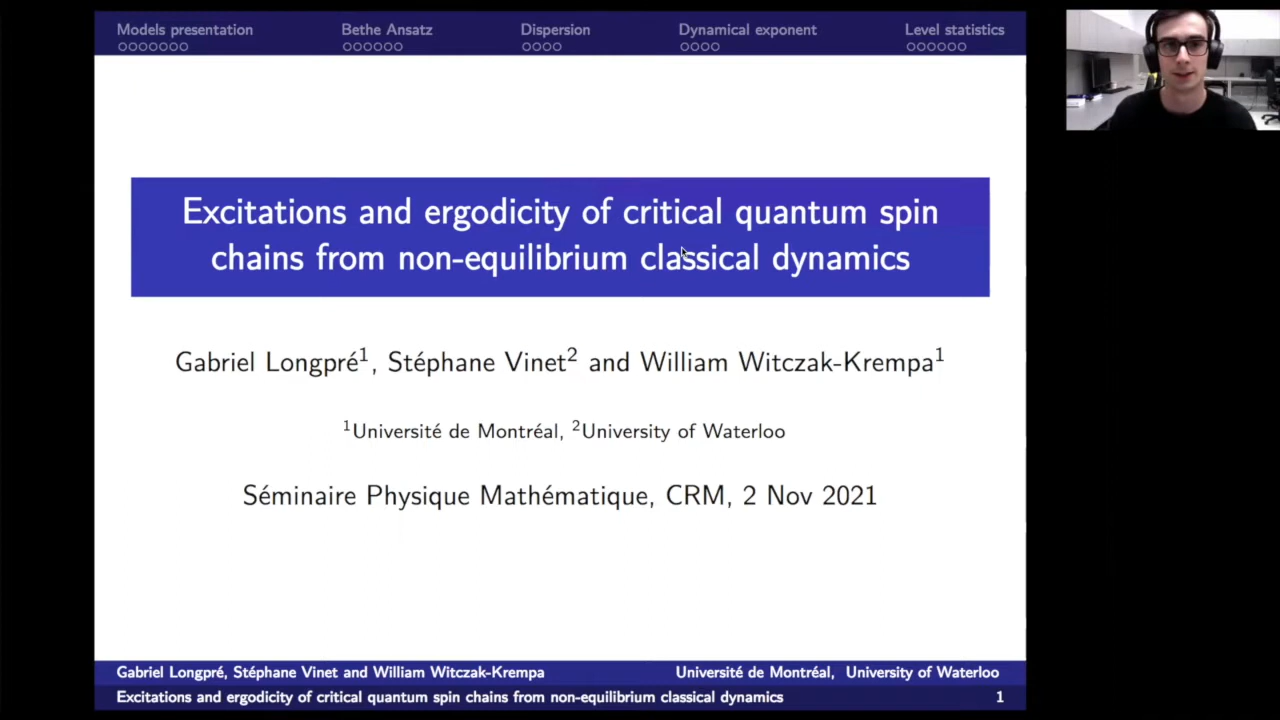 Models presentation Bethe Ansatz Dispersion Dynamical exponent Level statistics
Excitations and ergodicity of critical quantum spin
chains from non-equilibrium classical dynamics
Gabriel Longpré¹, Stéphane Vinet² and William Witczak-Krempa¹
¹Université de Montréal, ²University of Waterloo
Séminaire Physique Mathématique, CRM, 2 Nov 2021
Gabriel Longpré, Stéphane Vinet and William Witczak-Krempa Université de Montréal, University of Waterloo
Excitations and ergodicity of critical quantum spin chains from non-equilibrium classical dynamics 1